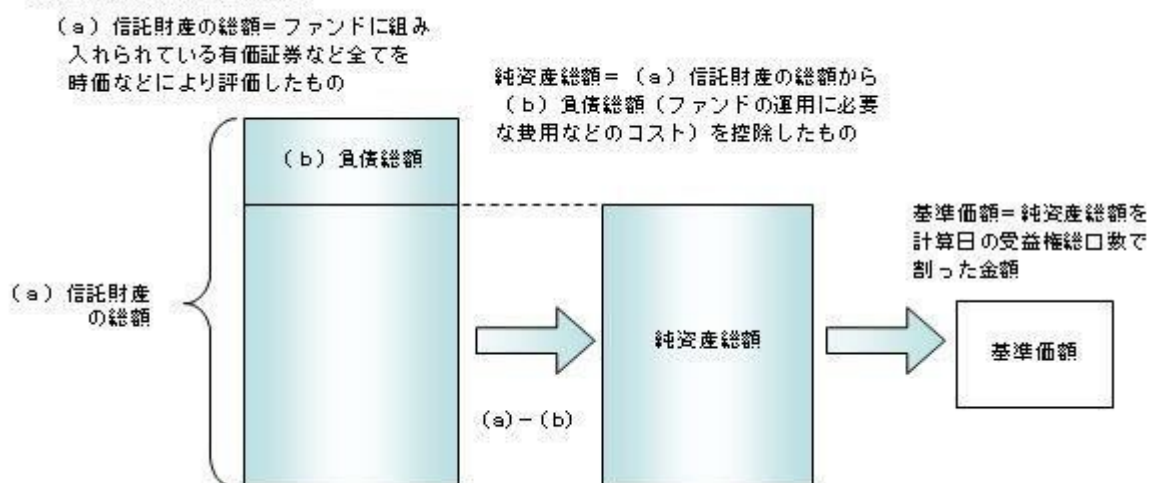 （a）信託財産の総額＝ファンドに組み
入れられている有価証券など全てを
時価などにより評価したもの
純資産総額＝（a）信託財産の総額から
（b）負債総額（ファンドの運用に必要
な費用などのコスト）を控除したもの
（b）負債総額
基準価額＝純資産総額を
計算日の受益権総口数で
割った金額
（a）信託財産
の総額
純資産総額
基準価額
(a)－(b)